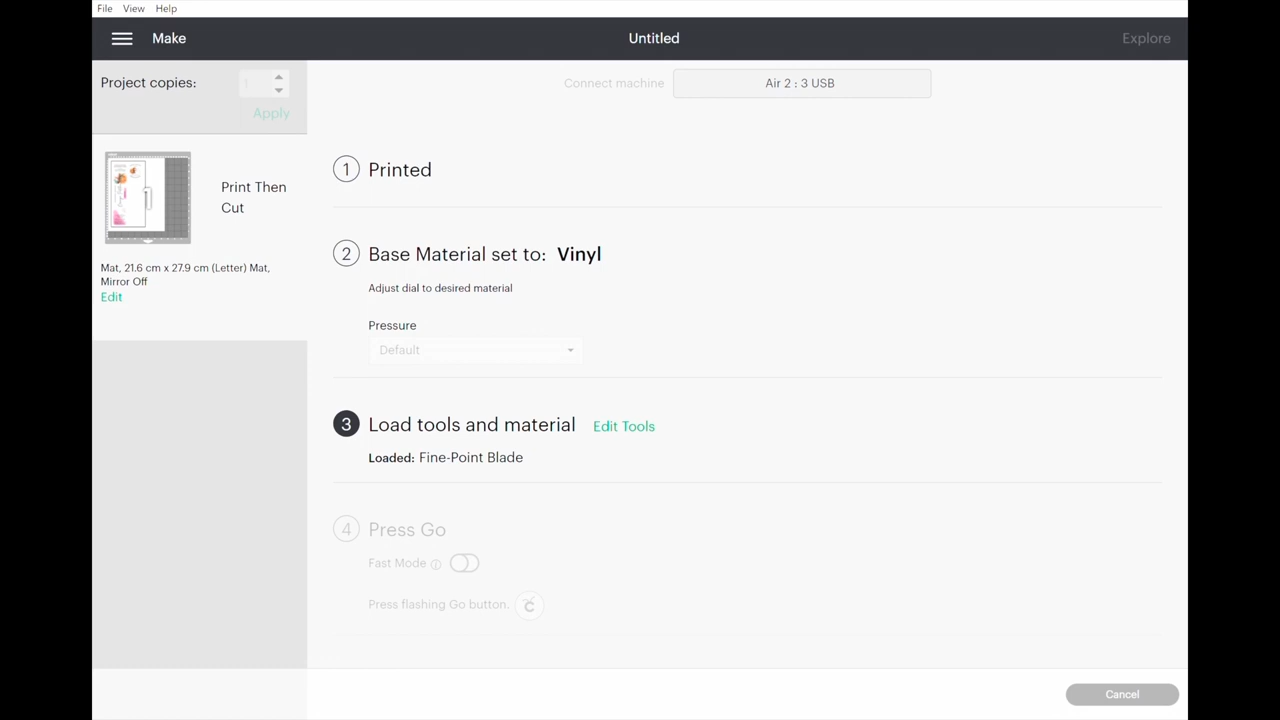 File View Help
Make Untitled Explore
Project copies: 1
Apply
Connect machine Air 2 : 3 USB
Print Then
Cut
Mat, 21.6 cm x 27.9 cm (Letter) Mat,
Mirror Off
Edit
1 Printed
2 Base Material set to: Vinyl
Adjust dial to desired material
Pressure
Default
3 Load tools and material Edit Tools
Loaded: Fine-Point Blade
4 Press Go
Fast Mode
Press flashing Go button.
Cancel